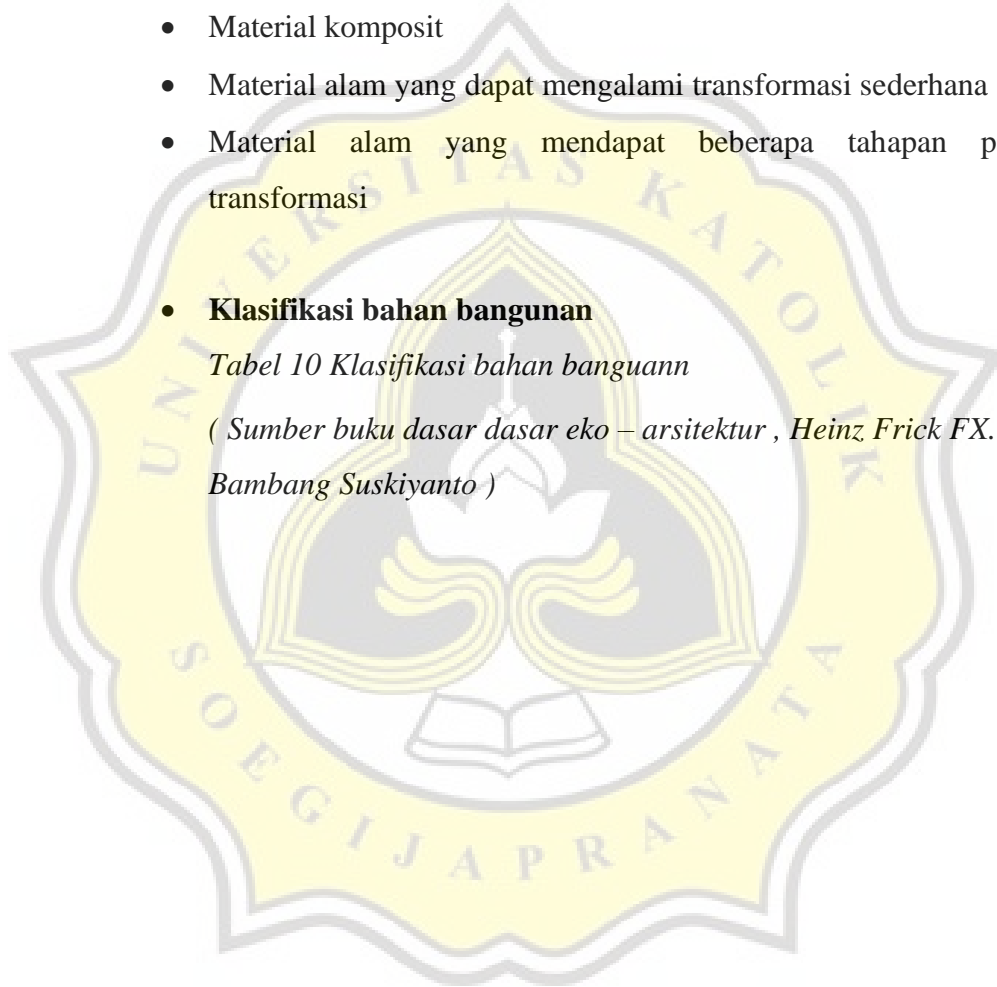 • Material komposit
• Material alam yang dapat mengalami transformasi sederhana
• Material alam yang mendapat beberapa tahapan p
transformasi
• Klasifikasi bahan bangunan
Tabel 10 Klasifikasi bahan banguann
( Sumber buku dasar dasar eko – arsitektur , Heinz Frick FX.
Bambang Suskiyanto )
UNIVERSITAS KATOLIK
SOEGIJAPRANATA